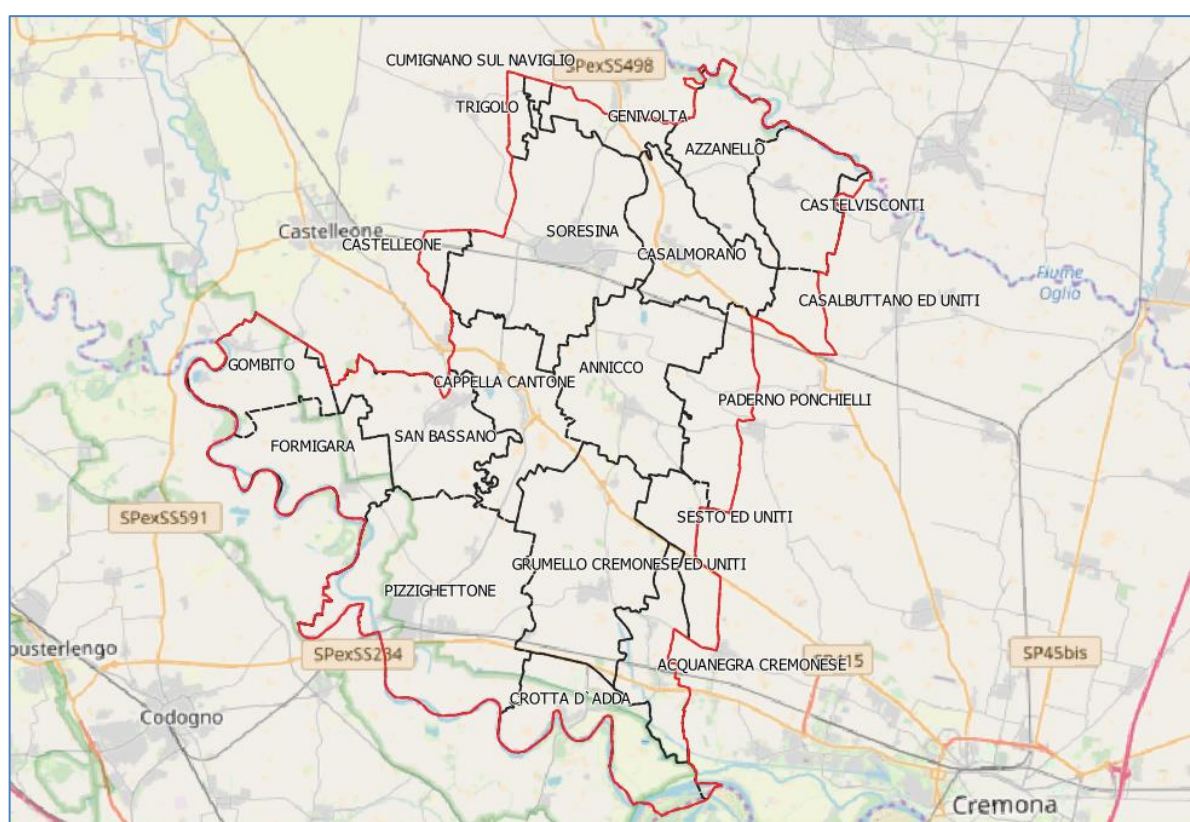 CUMIGNANO SUL NAVIGLIO
SPexSS498
TRIGOLO
GENIVOLTA
AZZANELLO
CASTELVISCONTI
Castelleone
CASTELLEONE
SORESINA
CASALMORANO
Fiume
Oglio
CASALBUTTANO ED UNITI
GOMBITO
CAPPELLA CANTONE
ANNICCO
PADERNO PONCHIELLI
FORMIGARA
SAN BASSANO
SPexSS591
SESTO ED UNITI
GRUMELLO CREMONESE ED UNITI
PIZZIGHETTONE
pusterlengo
SPexSS234
ACQUANEGRA CREMONESE
SP45bis
CROTTA D`ADDA
Codogno
Cremona